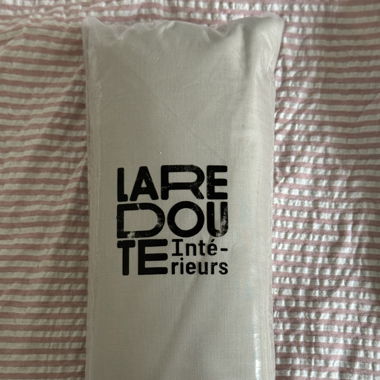 LARE
DOU
TE Inté-
rieurs